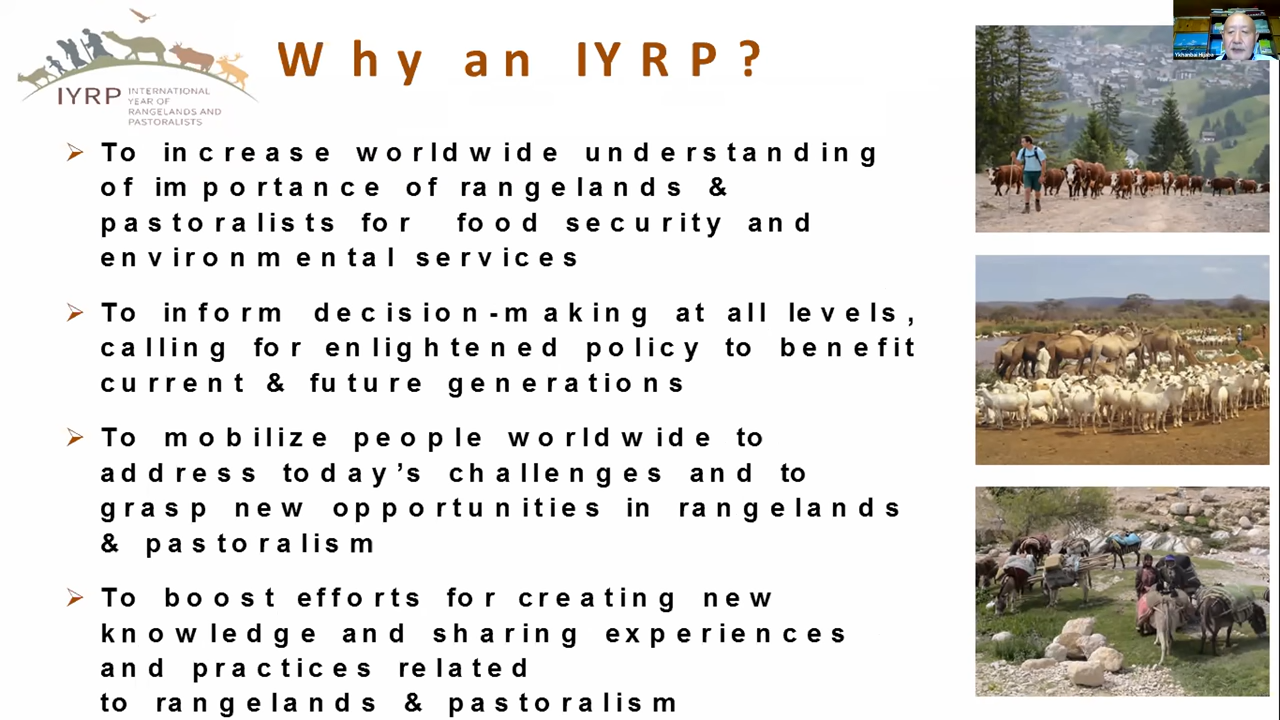 Why an IYRP?
IYRP INTERNATIONAL
YEAR OF
RANGELANDS AND
PASTORALISTS
To increase worldwide understanding
of importance of rangelands &
pastoralists for food security and
environmental services
To inform decision-making at all levels,
calling for enlightened policy to benefit
current & future generations
To mobilize people worldwide to
address today’s challenges and to
grasp new opportunities in rangelands
& pastoralism
To boost efforts for creating new
knowledge and sharing experiences
and practices related
to rangelands & pastoralism